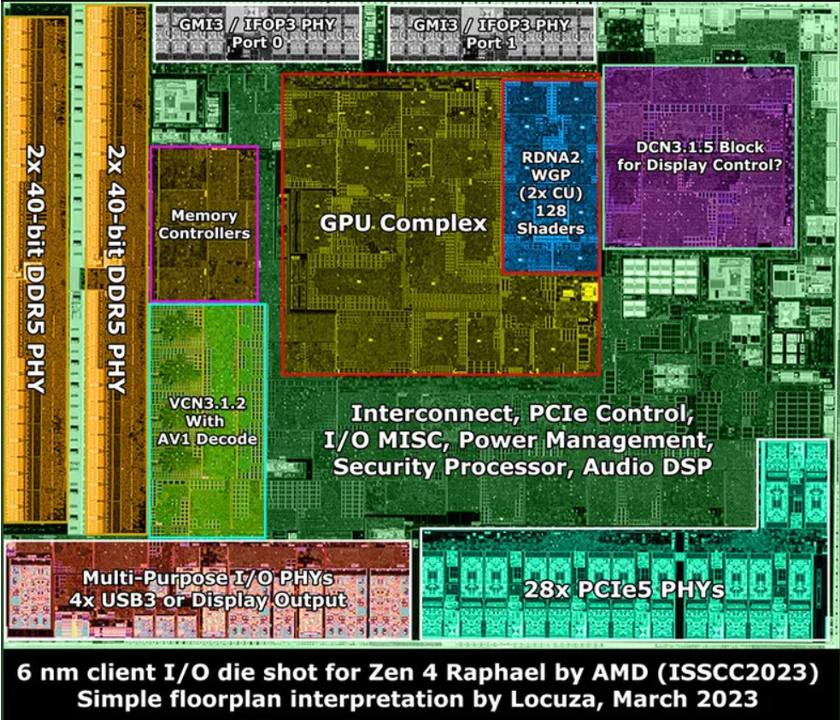 GMI3 / IFOP3 PHY
Port 0
GMI3 / IFOP3 PHY
Port 1
2x 40-bit DDR5 PHY
2x 40-bit DDR5 PHY
Memory
Controllers
GPU Complex
RDNA2
WGP
(2x CU)
128
Shaders
DCN3.1.5 Block
for Display Control?
VCN3.1.2
With
AV1 Decode
Interconnect, PCIe Control,
I/O MISC, Power Management,
Security Processor, Audio DSP
Multi-Purpose I/O PHYs
4x USB3 or Display Output
28x PCIe5 PHYs
6 nm client I/O die shot for Zen 4 Raphael by AMD (ISSCC2023)
Simple floorplan interpretation by Locuza, March 2023